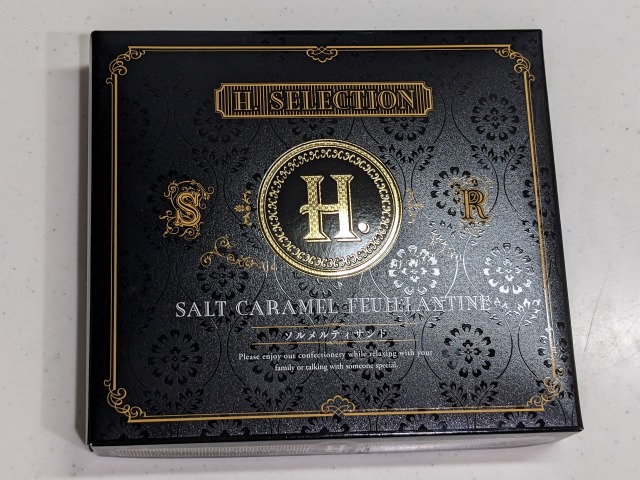 H. SELECTION
S H. R
SALT CARAMEL FEUILLANTINE
ソルメルティサンド
Please enjoy out confectionery while relaxing with your
family or talking with someone special.